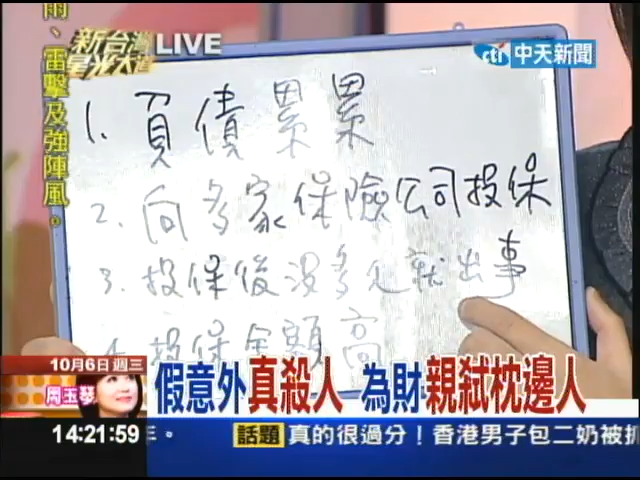 雨、雷擊及強陣風。
新台灣
星光大道
LIVE
cti 中天新聞
1. 負債累累
2. 向多家保險公司投保
3. 投保後沒多久就出事
4. 投保金額高
10月6日 週三
周玉琴
假意外真殺人 為財親弒枕邊人
14:21:59
年。
話題 真的很過分！香港男子包二奶被抓